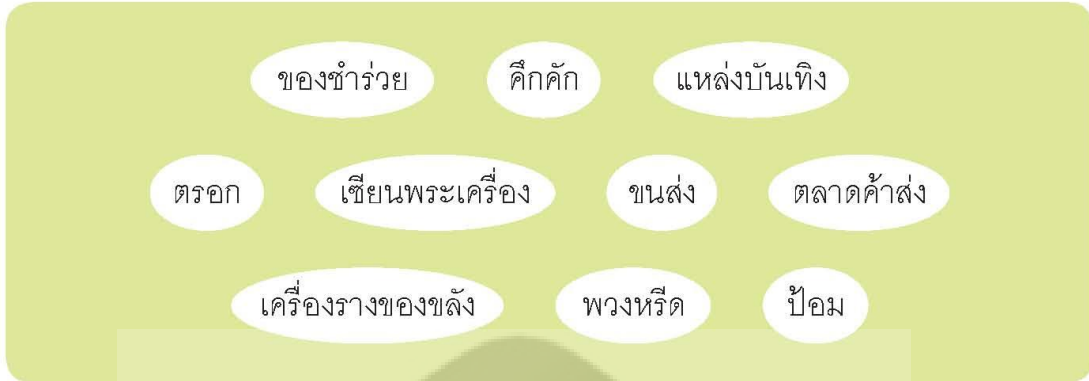 ของชำร่วย คึกคัก แหล่งบันเทิง
ตรอก เซียนพระเครื่อง ขนส่ง ตลาดค้าส่ง
เครื่องรางของขลัง พวงหรีด ป้อม